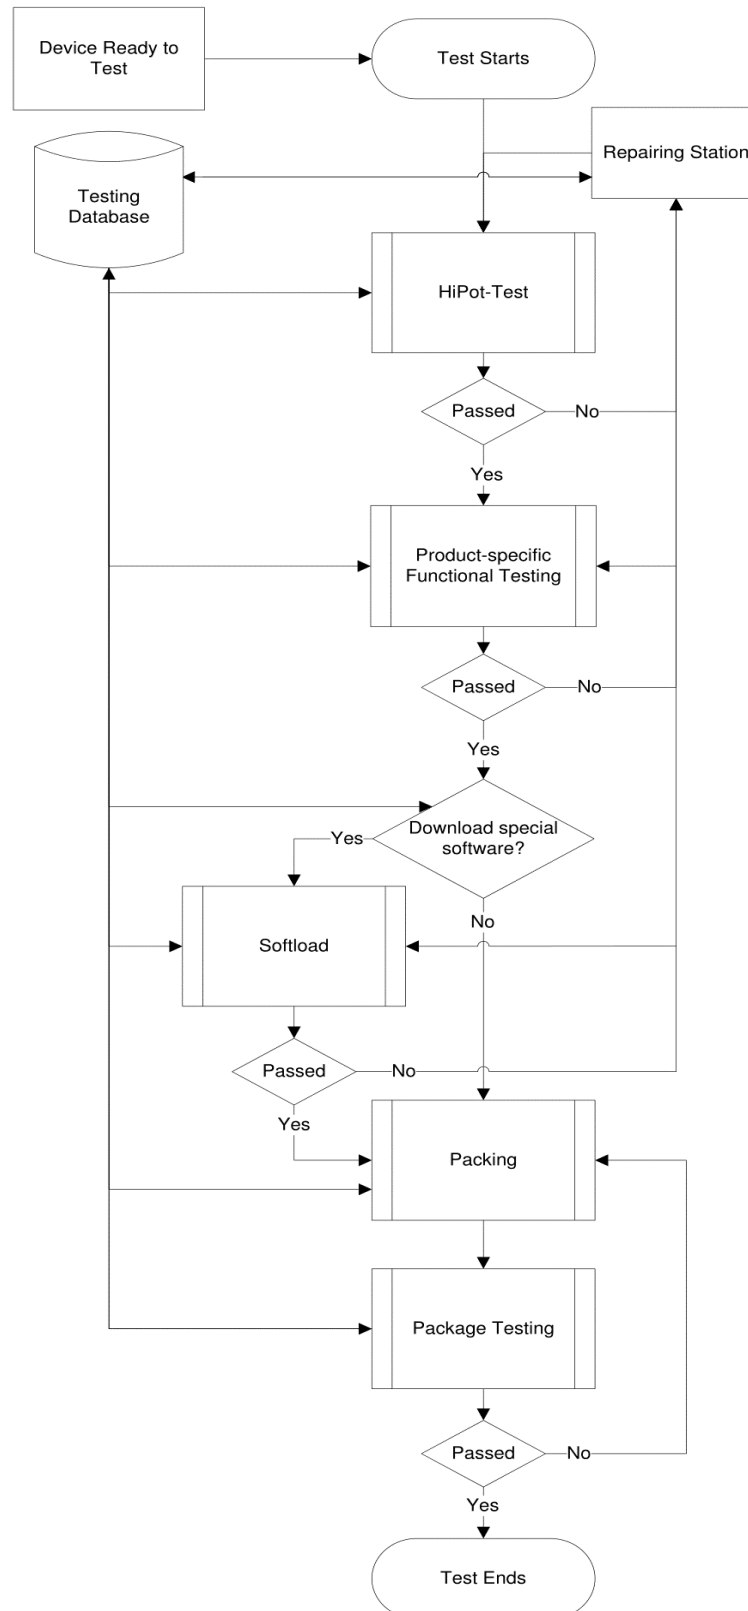 Device Ready to
Test
Test Starts
Repairing Station
Testing
Database
HiPot-Test
Passed
No
Yes
Product-specific
Functional Testing
Passed
No
Yes
Download special
software?
Yes
No
Softload
Passed
No
Yes
Packing
Package Testing
Passed
No
Yes
Test Ends